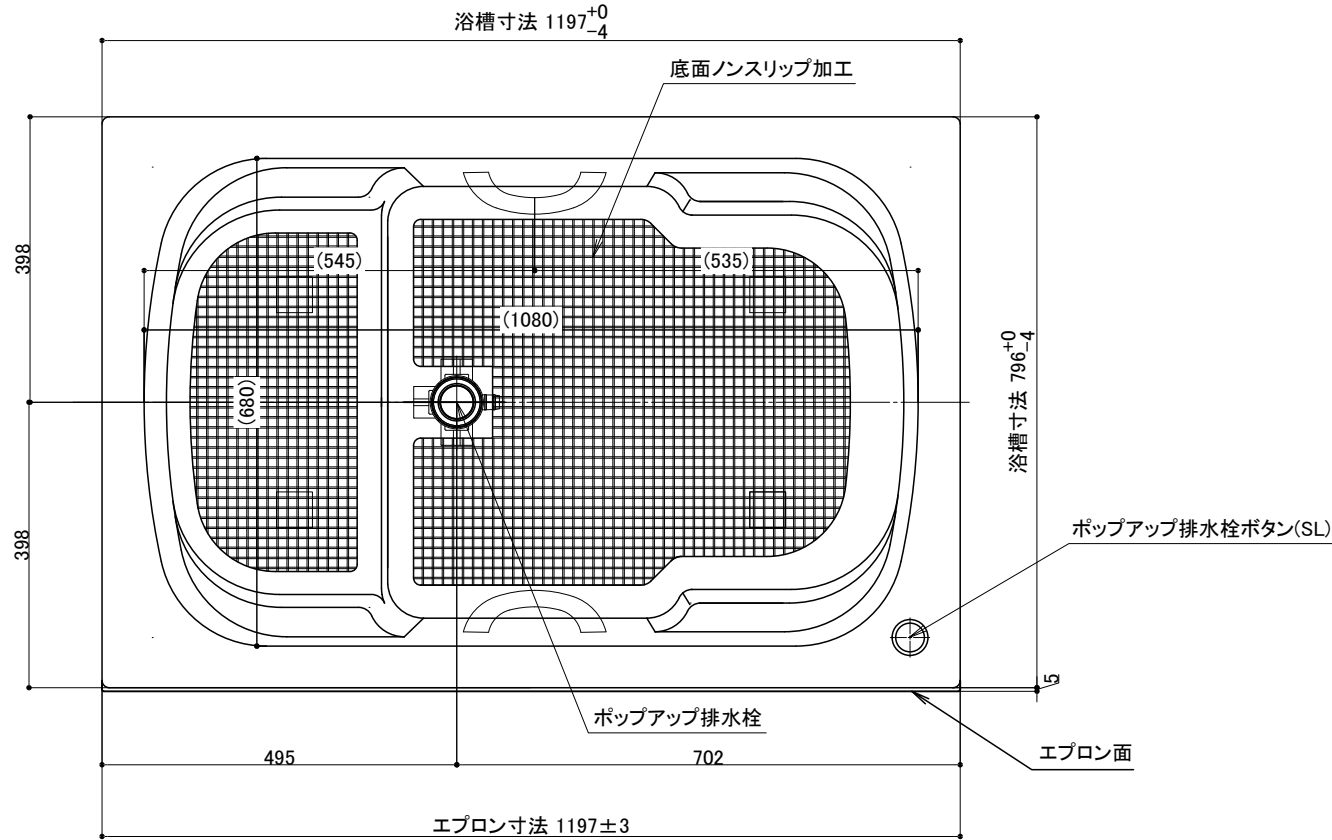 浴槽寸法 1197+0-4
底面ノンスリップ加工
398
(545)
(535)
(1080)
(680)
浴槽寸法 796+0-4
398
ポップアップ排水栓ボタン(SL)
5
ポップアップ排水栓
エプロン面
495
702
エプロン寸法 1197±3